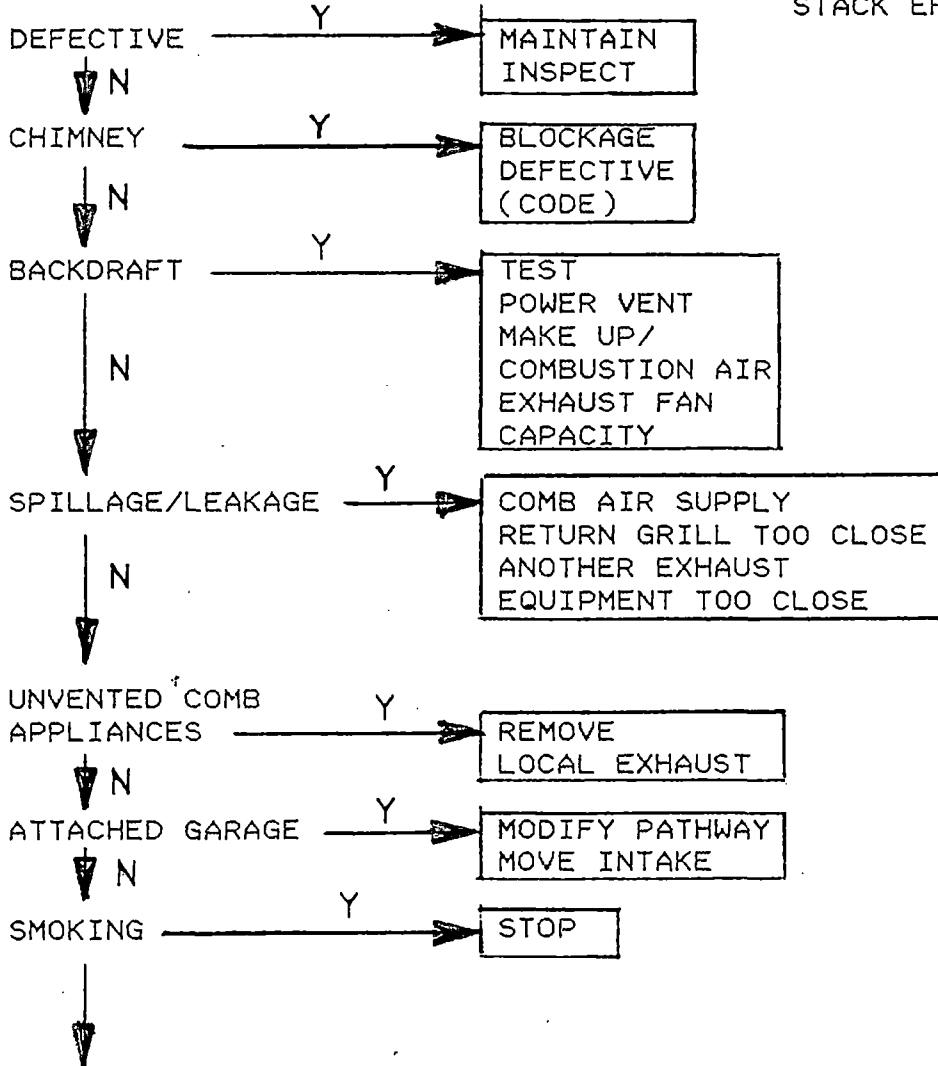 STACK
DEFECTIVE Y MAINTAIN
INSPECT
N
CHIMNEY Y BLOCKAGE
DEFECTIVE
(CODE)
N
BACKDRAFT Y TEST
POWER VENT
MAKE UP/
COMBUSTION AIR
EXHAUST FAN
CAPACITY
N
SPILLAGE/LEAKAGE Y COMB AIR SUPPLY
RETURN GRILL TOO CLOSE
ANOTHER EXHAUST
EQUIPMENT TOO CLOSE
N
UNVENTED COMB
APPLIANCES Y REMOVE
LOCAL EXHAUST
N
ATTACHED GARAGE Y MODIFY PATHWAY
MOVE INTAKE
N
SMOKING Y STOP